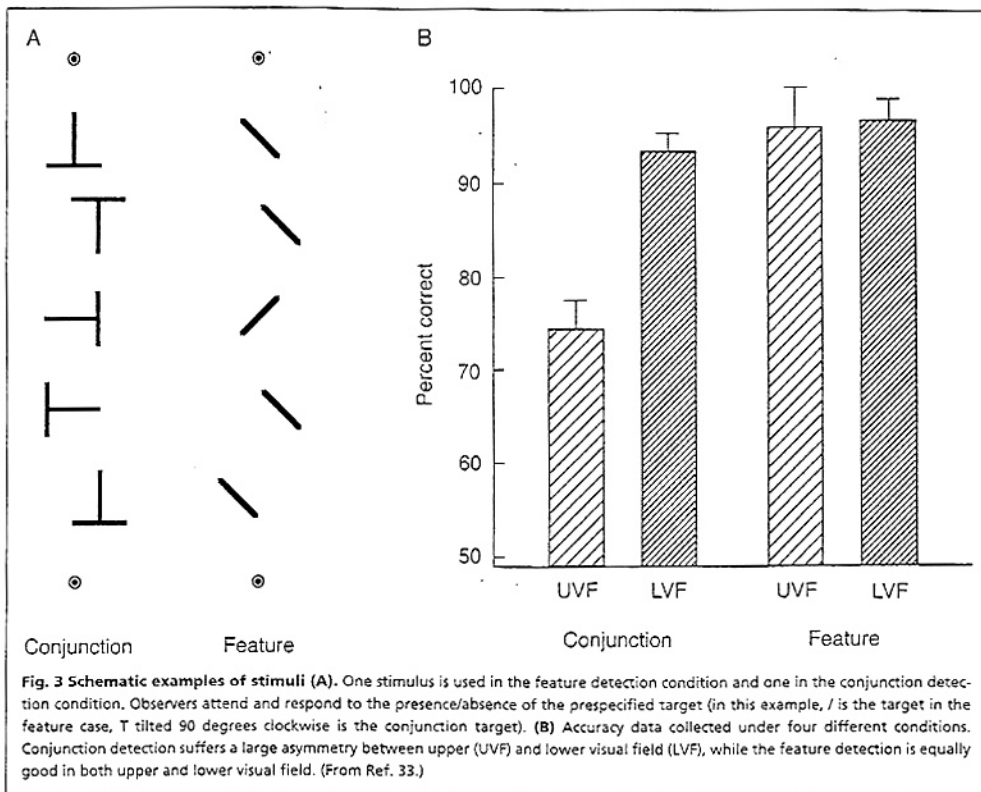 A
B
100
90
80
70
60
50
Percent correct
UVF LVF UVF LVF
Conjunction Feature
Conjunction Feature
Fig. 3 Schematic examples of stimuli (A). One stimulus is used in the feature detection condition and one in the conjunction detec-
tion condition. Observers attend and respond to the presence/absence of the prespecified target (in this example, / is the target in the
feature case, T tilted 90 degrees clockwise is the conjunction target). (B) Accuracy data collected under four different conditions.
Conjunction detection suffers a large asymmetry between upper (UVF) and lower visual field (LVF), while the feature detection is equally
good in both upper and lower visual field. (From Ref. 33.)